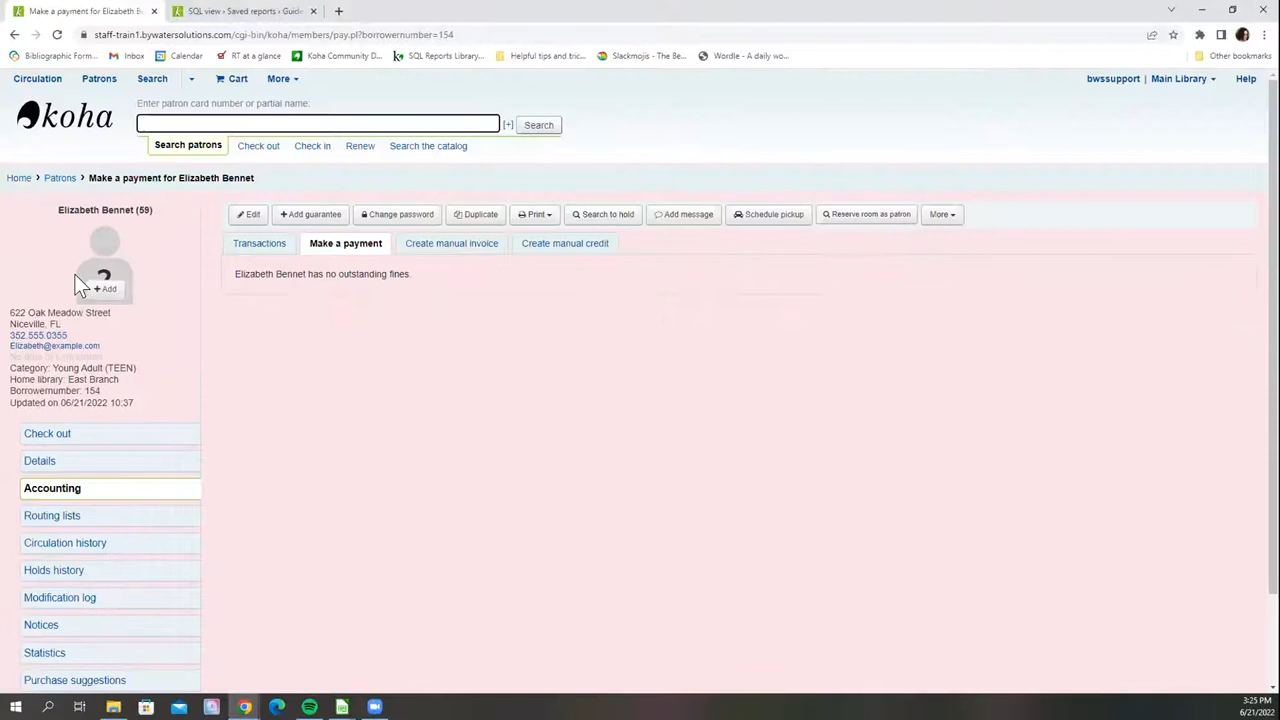 Make a payment for Elizabeth B
SQL view › Saved reports › Guide
staff-train1.bywatersolutions.com/cgi-bin/koha/members/pay.pl?borrowernumber=154
Bibliographic Form... Inbox Calendar RT at a glance Koha Community D... SQL Reports Library... Helpful tips and tric... Slackmojis - The Be... Wordle - A daily wo... Other bookmarks
Circulation Patrons Search Cart More bwssupport | Main Library Help
koha
Enter patron card number or partial name:
[+] Search
Search patrons Check out Check in Renew Search the catalog
Home › Patrons › Make a payment for Elizabeth Bennet
Elizabeth Bennet (59)
Edit + Add guarantee Change password Duplicate Print Search to hold Add message Schedule pickup Reserve room as patron More
Transactions Make a payment Create manual invoice Create manual credit
Elizabeth Bennet has no outstanding fines.
?
+ Add
622 Oak Meadow Street
Niceville, FL
352.555.0355
Elizabeth@example.com
Category: Young Adult (TEEN)
Home library: East Branch
Borrowernumber: 154
Updated on 06/21/2022 10:37
Check out
Details
Accounting
Routing lists
Circulation history
Holds history
Modification log
Notices
Statistics
Purchase suggestions
3:25 PM
6/21/2022